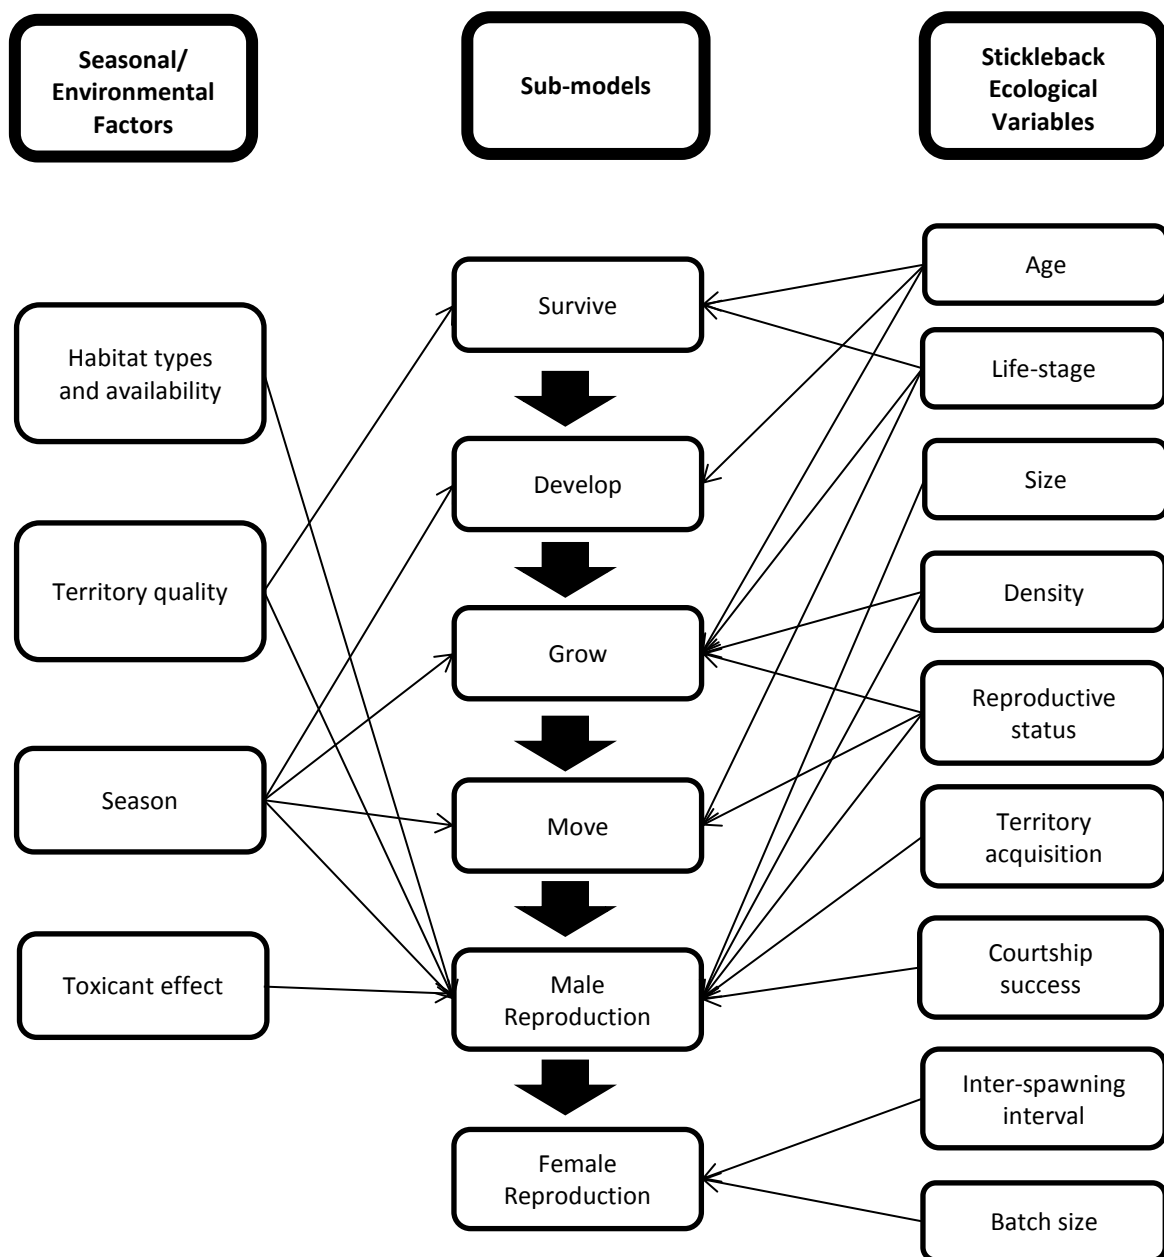 Seasonal/
Environmental
Factors
Sub-models
Stickleback
Ecological
Variables
Habitat types
and availability
Territory quality
Season
Toxicant effect
Survive
Develop
Grow
Move
Male
Reproduction
Female
Reproduction
Age
Life-stage
Size
Density
Reproductive
status
Territory
acquisition
Courtship
success
Inter-spawning
interval
Batch size